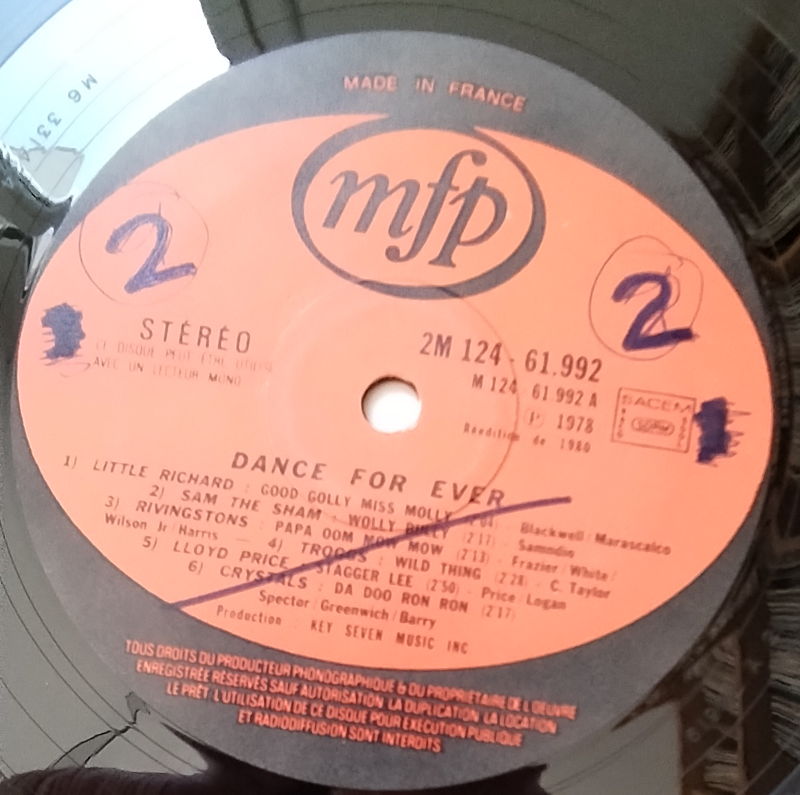 M6 33M
MADE IN FRANCE
mfp
2
2
STÉRÉO
CE DISQUE PEUT ÊTRE UTILISÉ
AVEC UN LECTEUR MONO
2M 124 - 61.992
M 124 61 992 A
℗ 1978
Réédition de 1980
SACEM
DANCE FOR EVER
1) LITTLE RICHARD : GOOD GOLLY MISS MOLLY - Blackwell/Marascalco
2) SAM THE SHAM : WOLLY BULLY (2'17) - Samudio
3) RIVINGSTONS : PAPA OOM MOW MOW (2'13) - Frazier/White/
Wilson Jr/Harris — 4) TROGGS : WILD THING (2'28) - C. Taylor
5) LLOYD PRICE : STAGGER LEE (2'50) - Price/Logan
6) CRYSTALS : DA DOO RON RON (2'17)
Spector/Greenwich/Barry
Production : KEY SEVEN MUSIC INC
TOUS DROITS DU PRODUCTEUR PHONOGRAPHIQUE & DU PROPRIÉTAIRE DE L'OEUVRE
ENREGISTRÉE RÉSERVÉS SAUF AUTORISATION LA DUPLICATION LA LOCATION
LE PRÊT L'UTILISATION DE CE DISQUE POUR EXÉCUTION PUBLIQUE
ET RADIODIFFUSION SONT INTERDITS